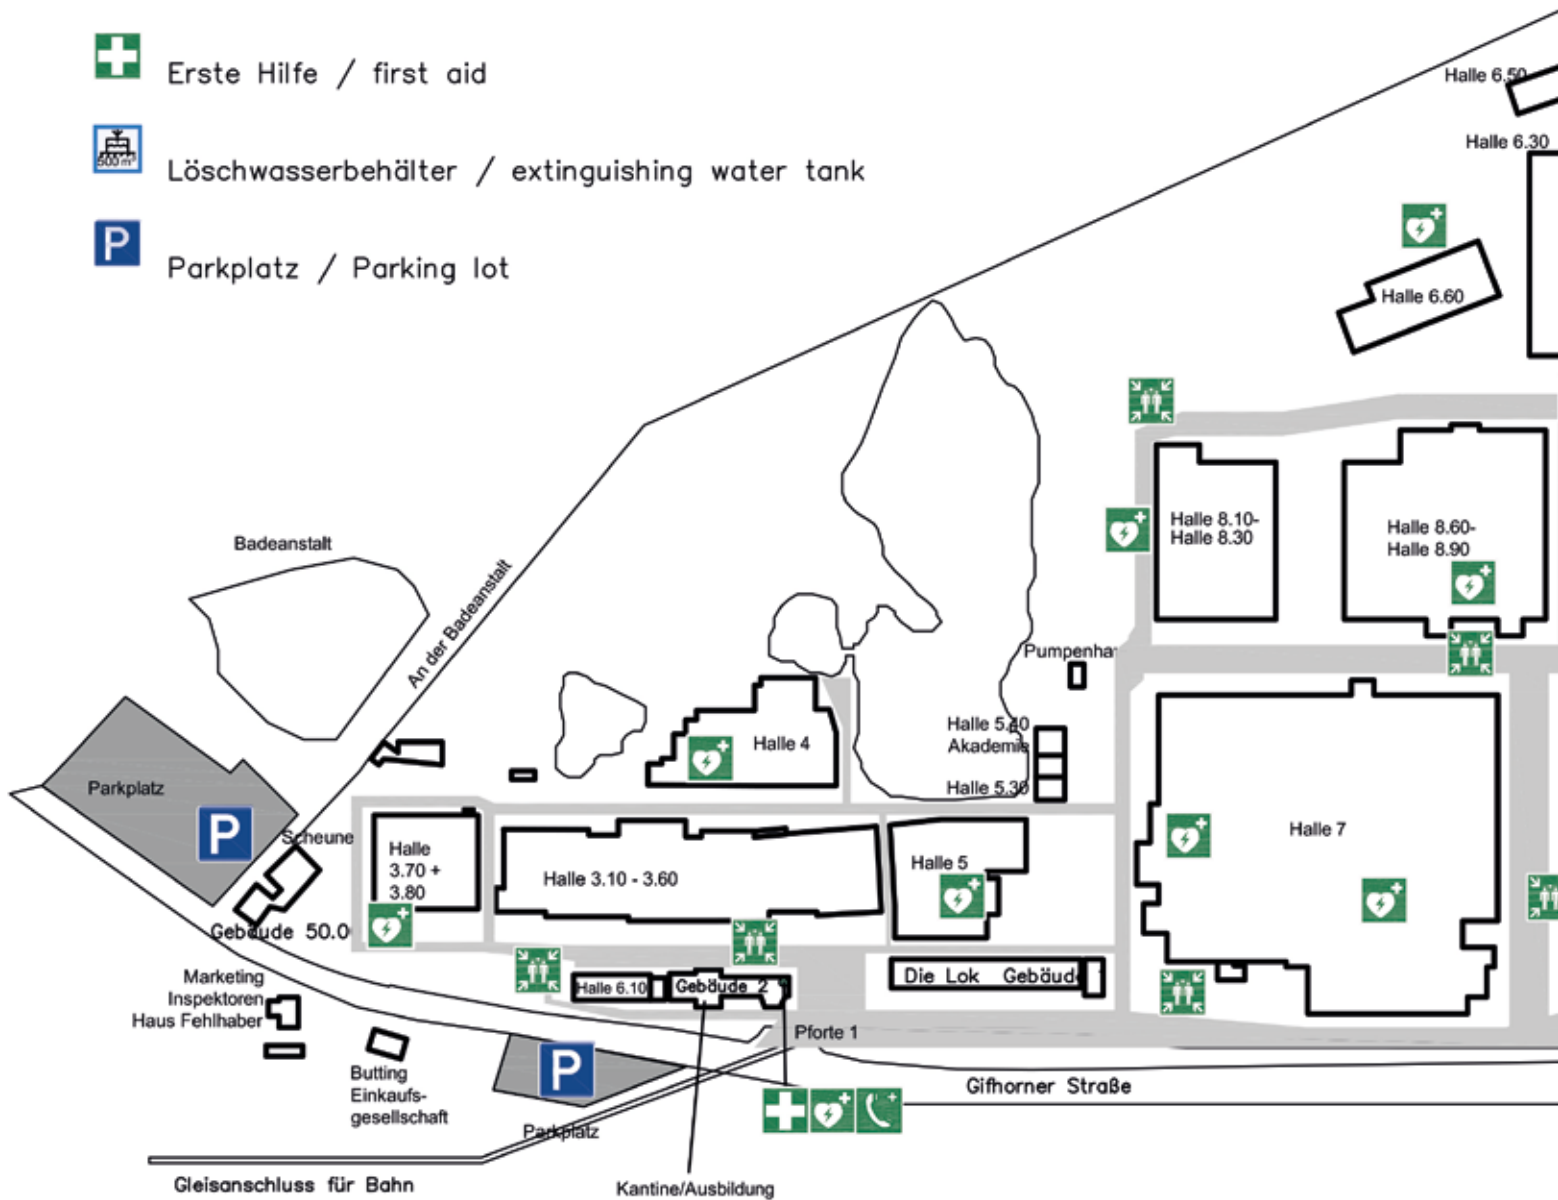 Erste Hilfe / first aid
500 m³
Löschwasserbehälter / extinguishing water tank
P
Parkplatz / Parking lot
Halle 6.50
Halle 6.30
Halle 6.60
Halle 8.10-
Halle 8.30
Halle 8.60-
Halle 8.90
Badeanstalt
An der Badeanstalt
Pumpenha
Halle 5.40
Akademie
Halle 5.30
Halle 4
Parkplatz
P
Scheune
Halle
3.70 +
3.80
Halle 3.10 - 3.60
Halle 5
Halle 7
Gebäude 50.0
Marketing
Inspektoren
Haus Fehlhaber
Halle 6.10
Gebäude 2
Die Lok Gebäude
Pforte 1
P
Butting
Einkaufs-
gesellschaft
Parkplatz
Gifhorner Straße
Gleisanschluss für Bahn
Kantine/Ausbildung